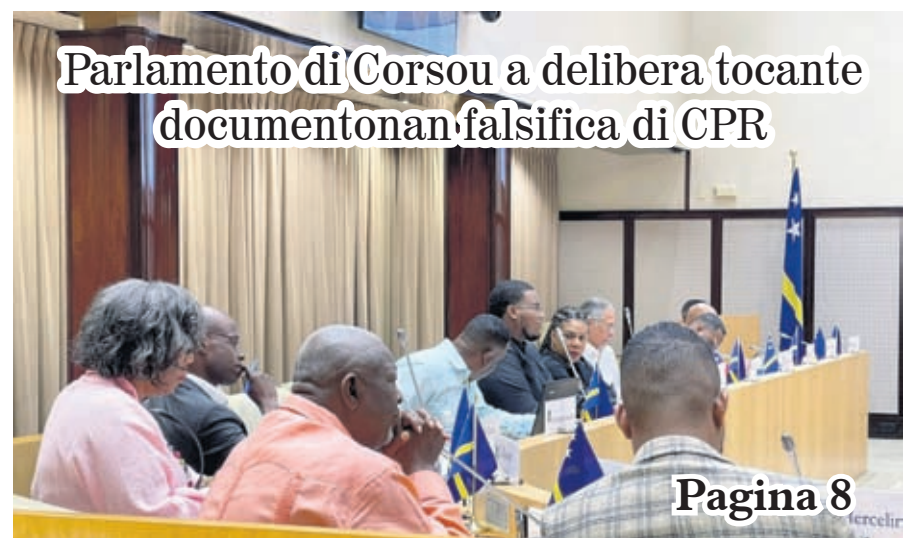 Parlamento di Corsou a delibera tocante
documentonan falsifica di CPR
Pagina 8